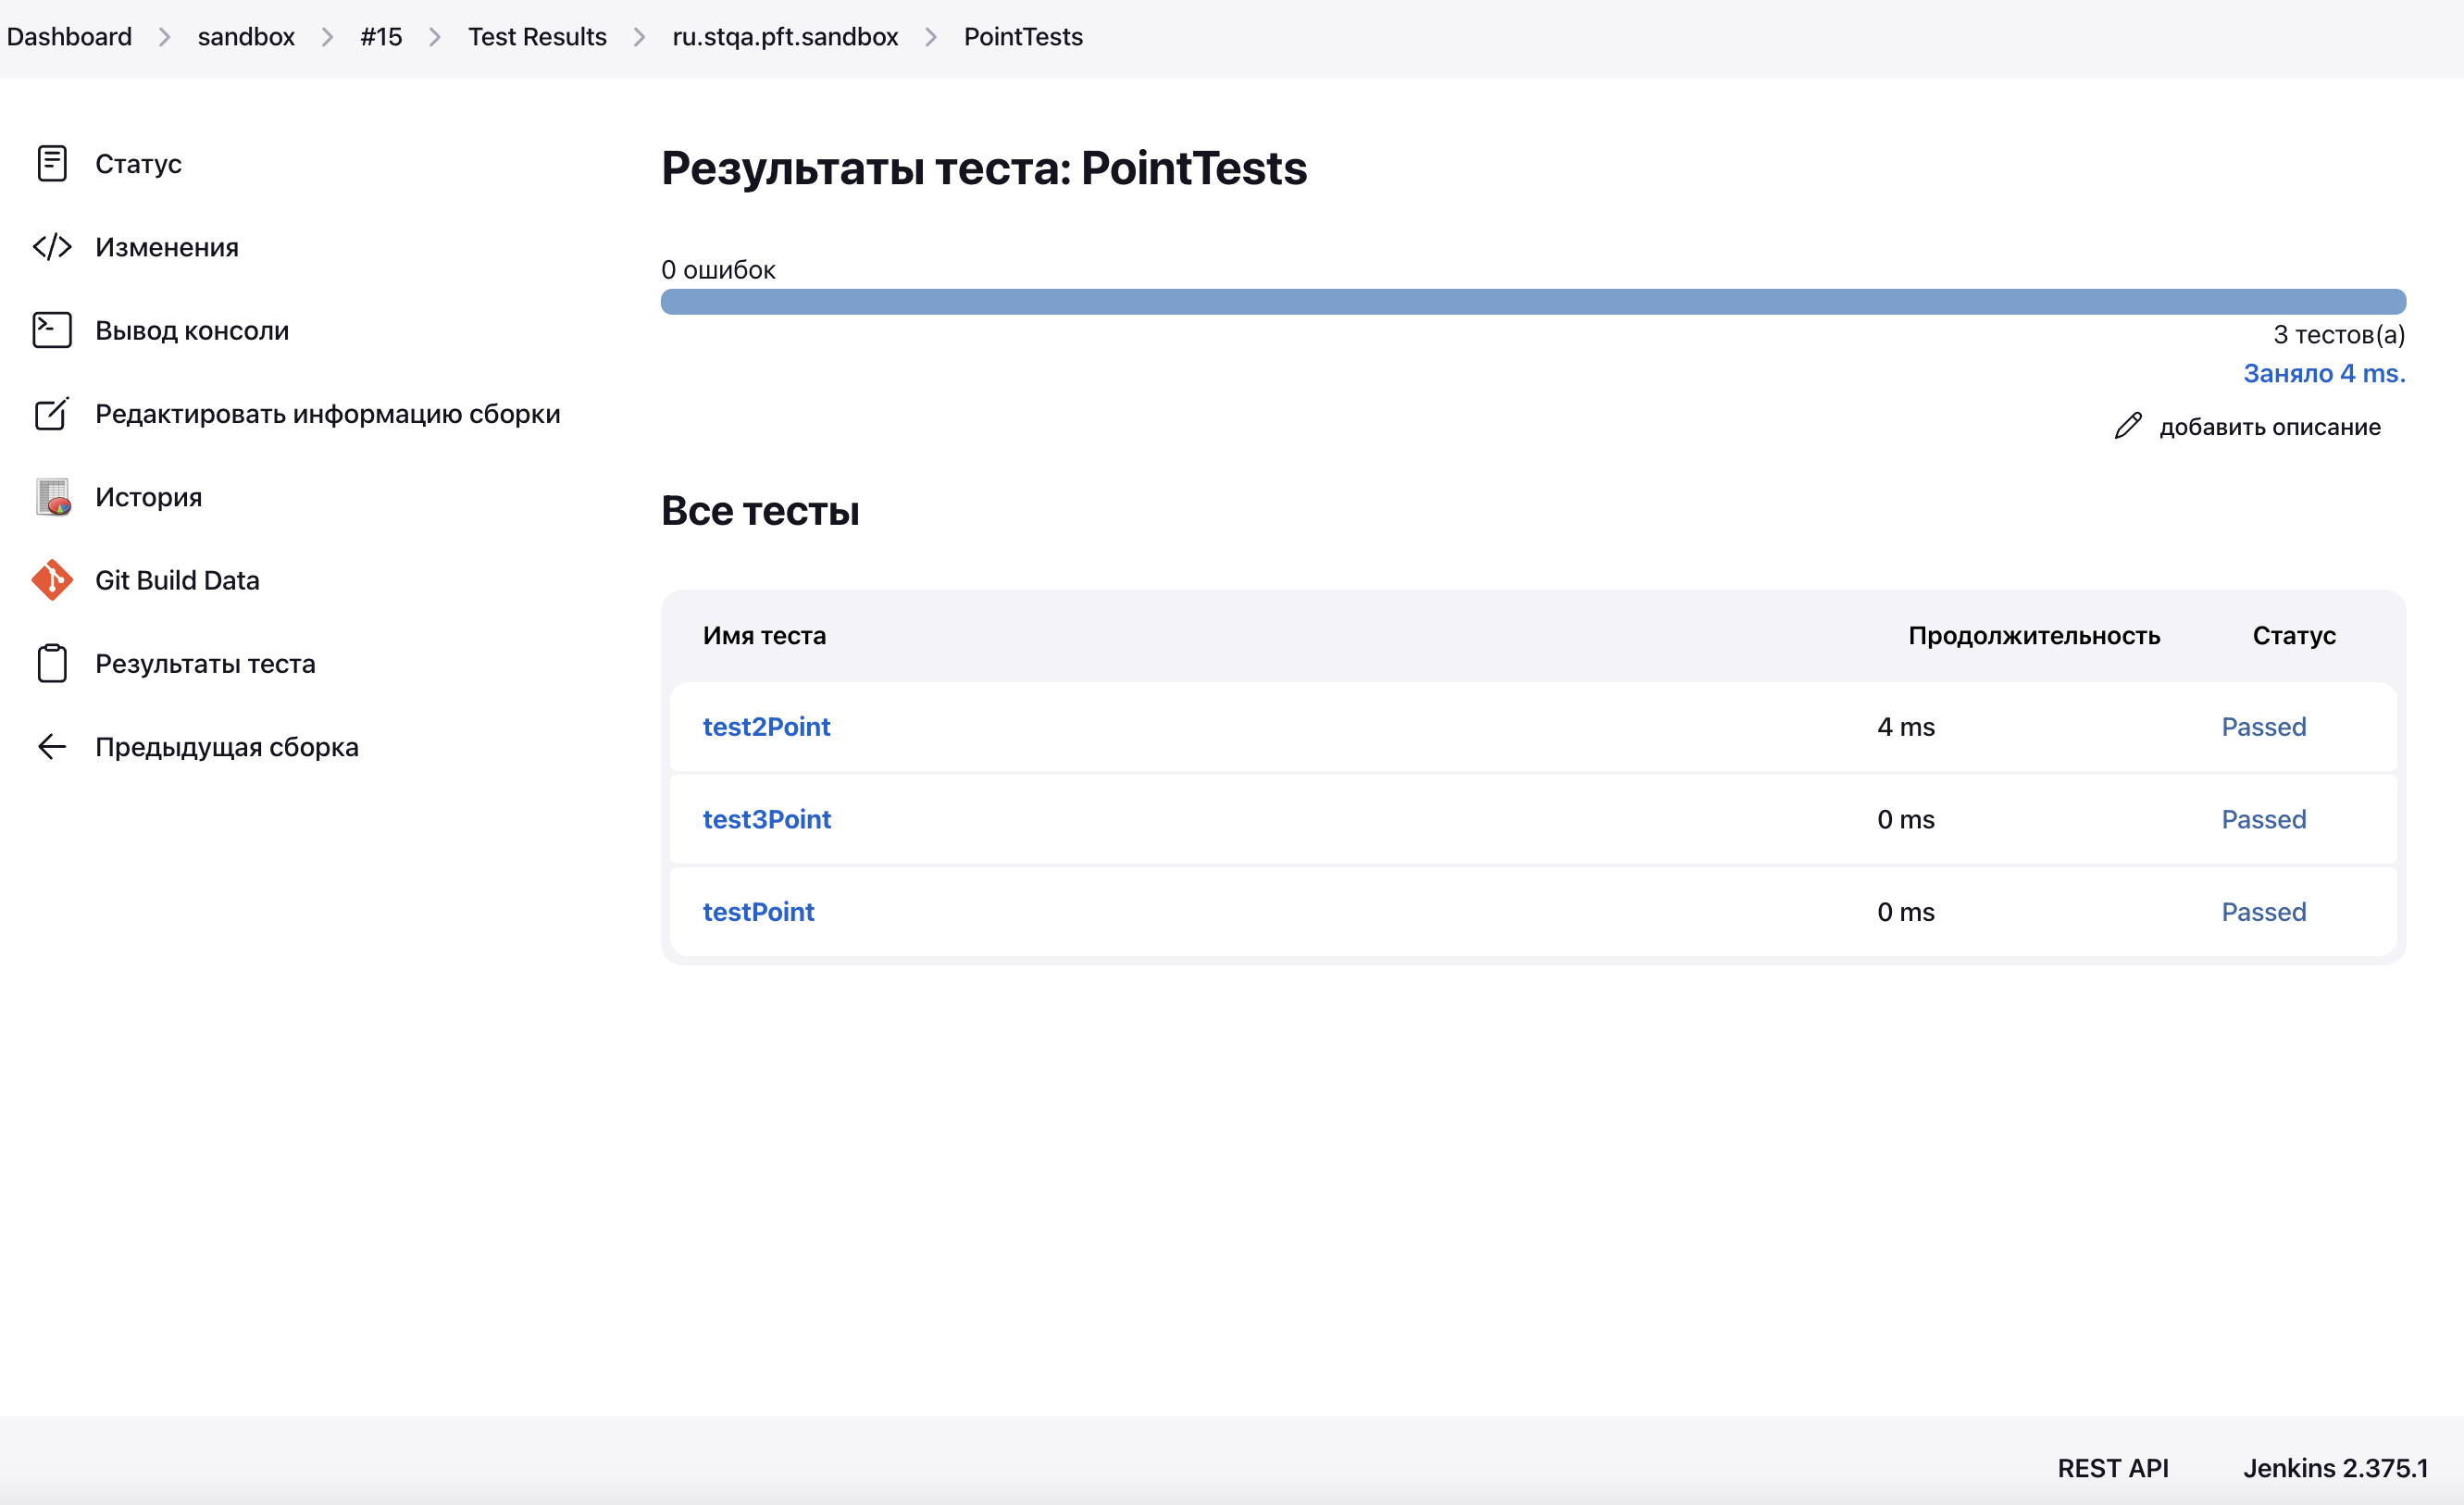 Dashboard sandbox #15 Test Results ru.stqa.pft.sandbox PointTests
Статус
Изменения
Вывод консоли
Редактировать информацию сборки
История
Git Build Data
Результаты теста
Предыдущая сборка
Результаты теста: PointTests
0 ошибок
3 тестов(а)
Заняло 4 ms.
добавить описание
Все тесты
Имя теста Продолжительность Статус
test2Point 4 ms Passed
test3Point 0 ms Passed
testPoint 0 ms Passed
REST API Jenkins 2.375.1